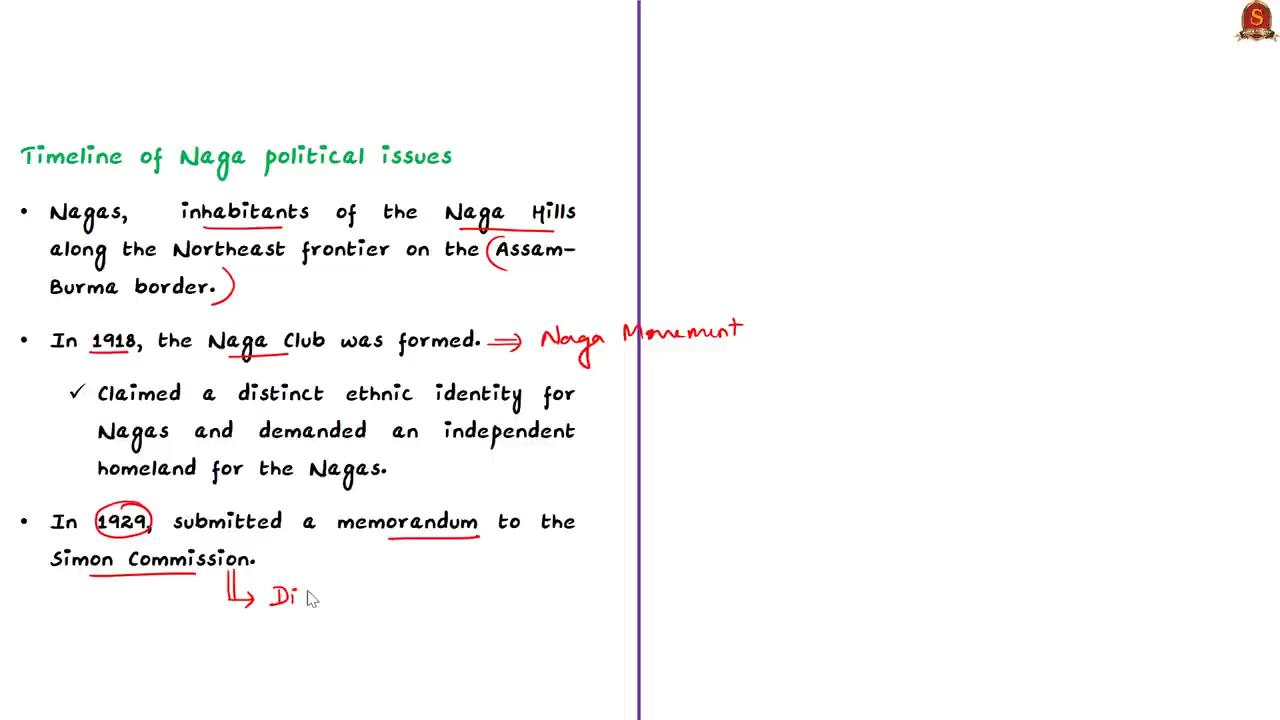 Timeline of Naga political issues
• Nagas, inhabitants of the Naga Hills
along the Northeast frontier on the (Assam-
Burma border.)
• In 1918, the Naga Club was formed. ⇒ Naga Movement
✓ Claimed a distinct ethnic identity for
Nagas and demanded an independent
homeland for the Nagas.
• In 1929, submitted a memorandum to the
Simon Commission.
Di
S